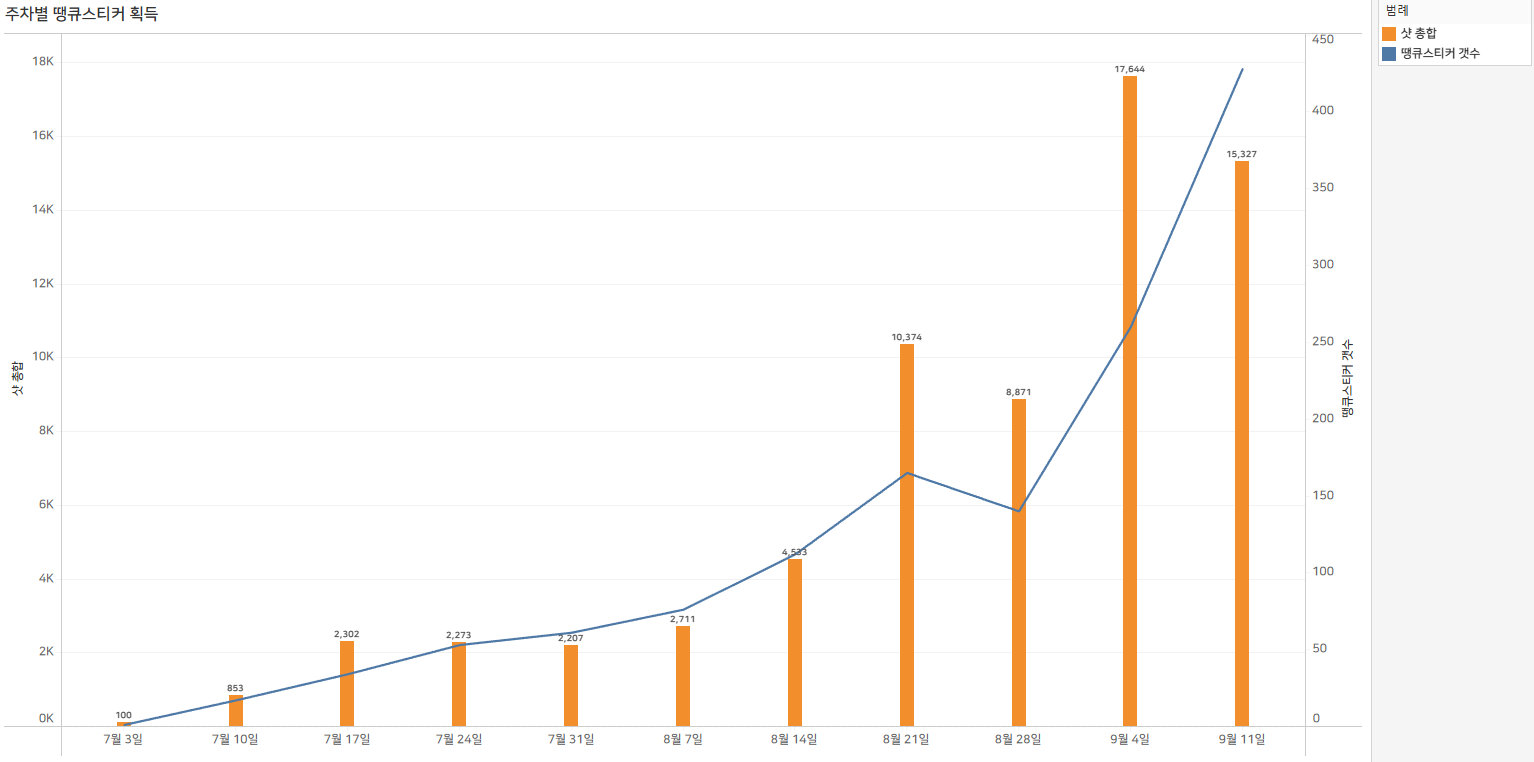 주차별 땡큐스티커 획득
범례
샷 총합
땡큐스티커 갯수
샷 총합
18K
16K
14K
12K
10K
8K
6K
4K
2K
0K
100
853
2,302
2,273
2,207
2,711
4,533
10,374
8,871
17,644
15,327
450
400
350
300
250
200
150
100
50
0
땡큐스티커 갯수
7월 3일
7월 10일
7월 17일
7월 24일
7월 31일
8월 7일
8월 14일
8월 21일
8월 28일
9월 4일
9월 11일